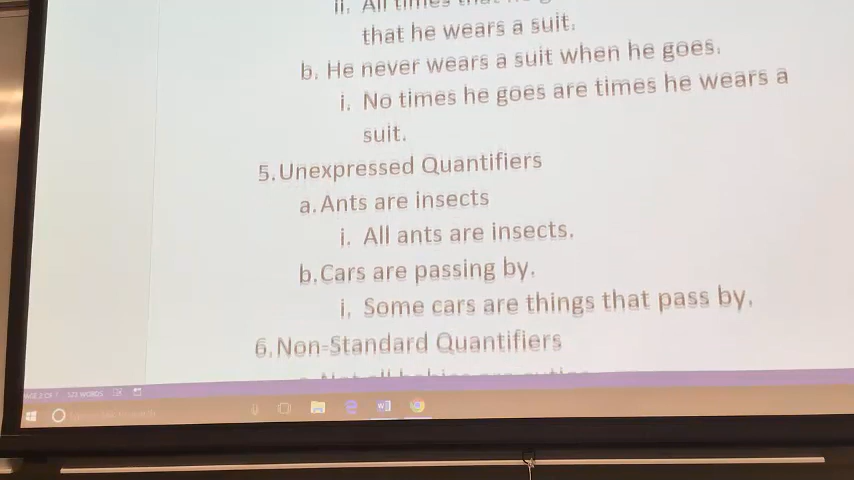 ii. All times that he
that he wears a suit.
b. He never wears a suit when he goes.
i. No times he goes are times he wears a
suit.
5. Unexpressed Quantifiers
a. Ants are insects
i. All ants are insects.
b. Cars are passing by.
i. Some cars are things that pass by.
6. Non-Standard Quantifiers
WORDS